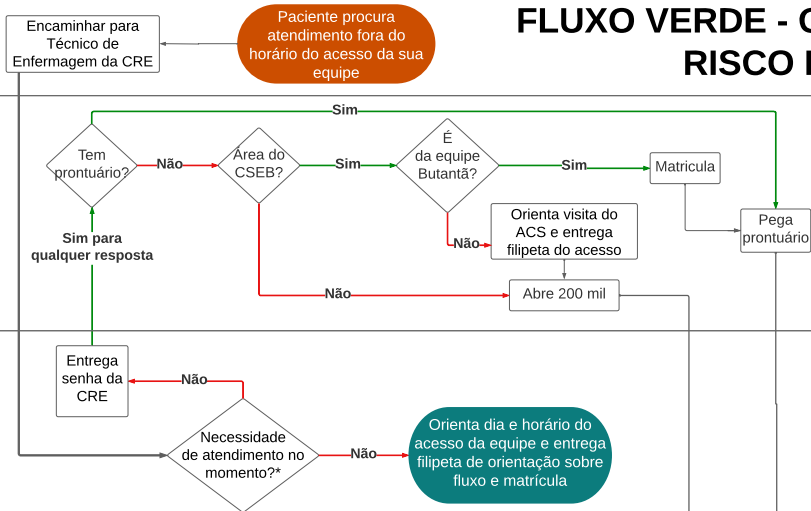 FLUXO VERDE - C
RISCO
Encaminhar para
Técnico de
Enfermagem da CRE
Paciente procura
atendimento fora do
horário do acesso da sua
equipe
Sim
Tem
prontuário?
Não
Área do
CSEB?
Sim
É
da equipe
Butantã?
Sim
Matricula
Pega
prontuário
Não
Orienta visita do
ACS e entrega
filipeta do acesso
Sim para
qualquer resposta
Não
Abre 200 mil
Entrega
senha da
CRE
Não
Necessidade
de atendimento no
momento?*
Não
Orienta dia e horário do
acesso da equipe e entrega
filipeta de orientação sobre
fluxo e matrícula